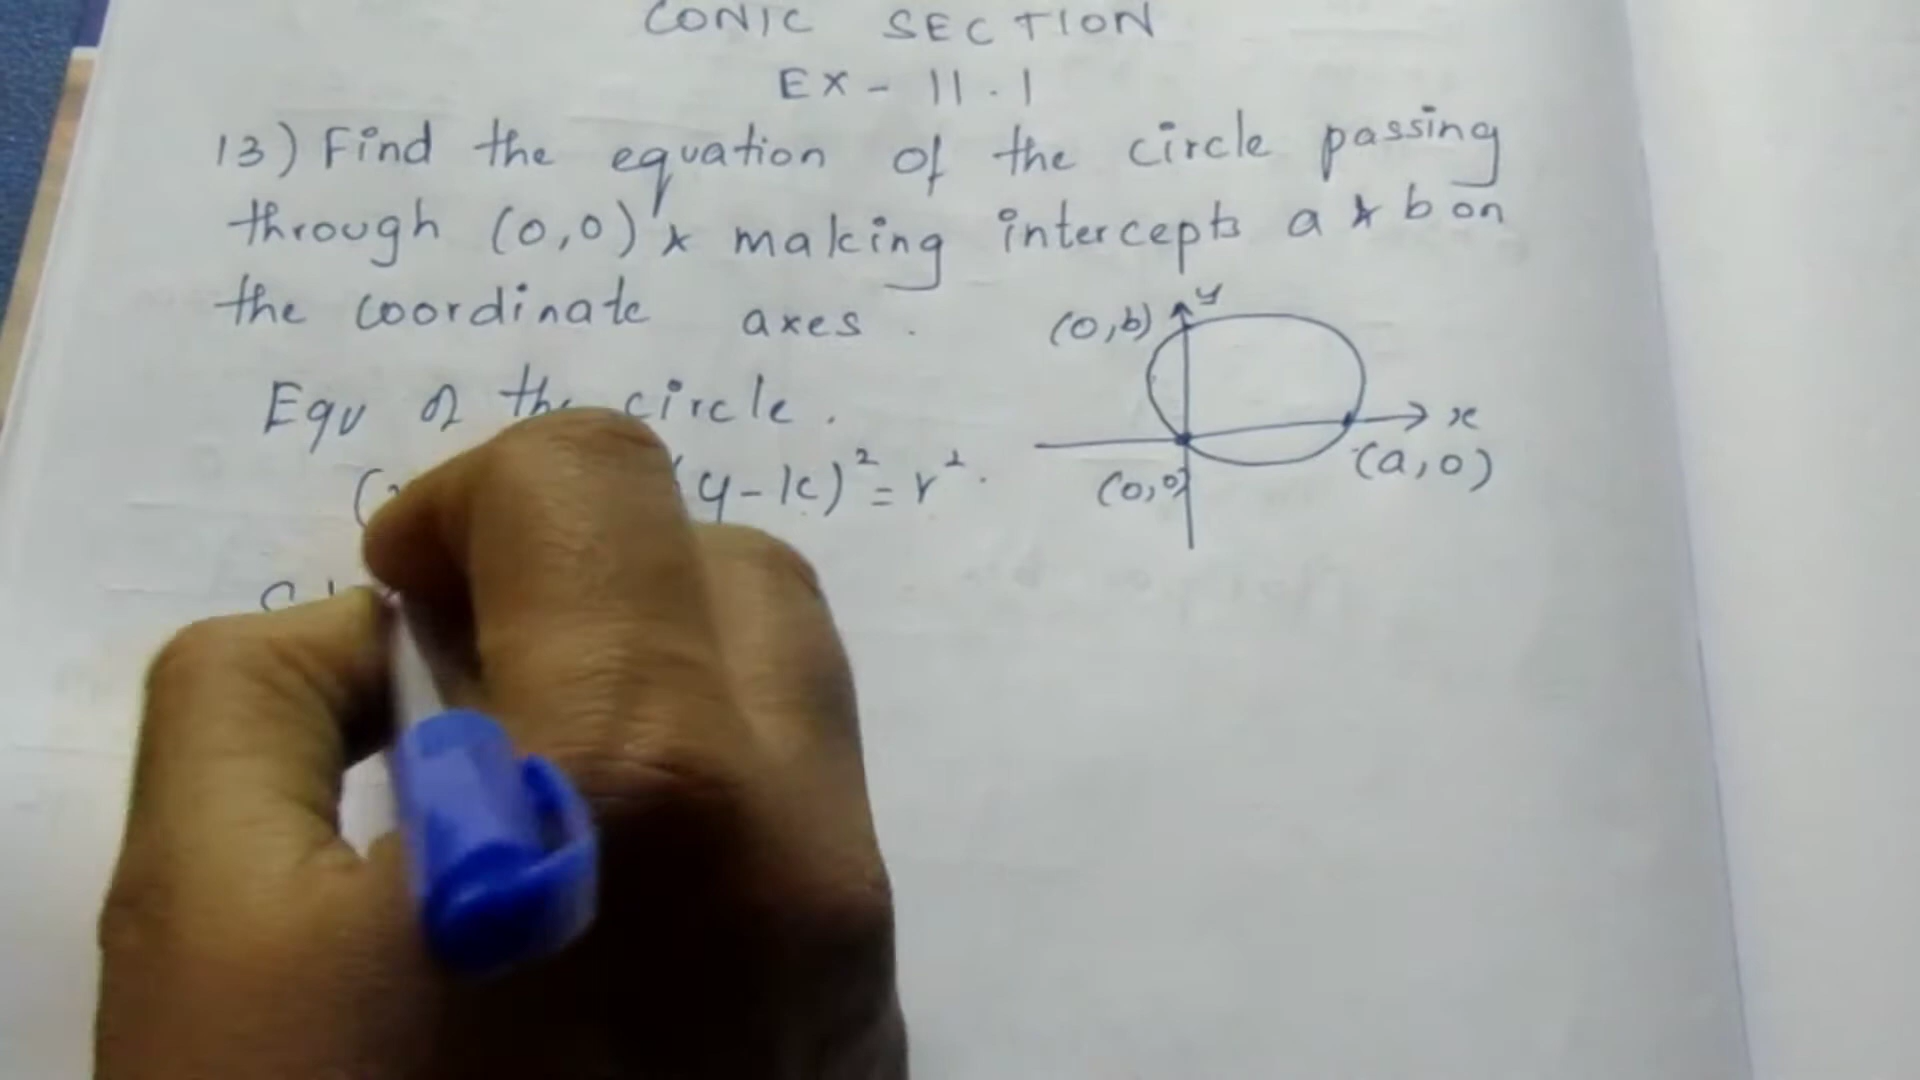 CONIC SECTION
EX - 11.1
13) Find the equation of the circle passing
through (0,0) & making intercepts a & b on
the coordinate axes.
(0,b) y
x
(a,0)
(0,0)
Equ of the circle.
(y-k)² = r².